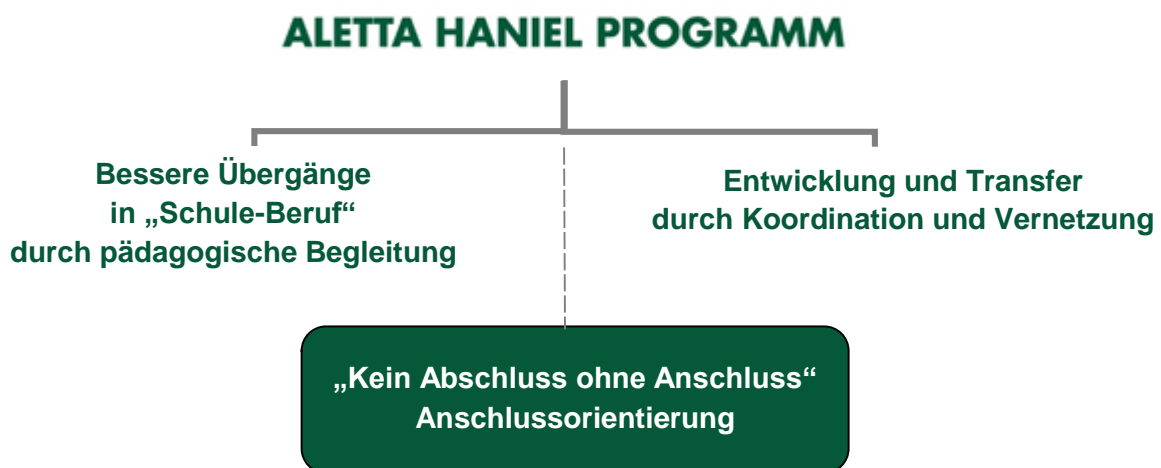 ALETTA HANIEL PROGRAMM
Bessere Übergänge
in „Schule-Beruf“
durch pädagogische Begleitung
Entwicklung und Transfer
durch Koordination und Vernetzung
„Kein Abschluss ohne Anschluss“
Anschlussorientierung